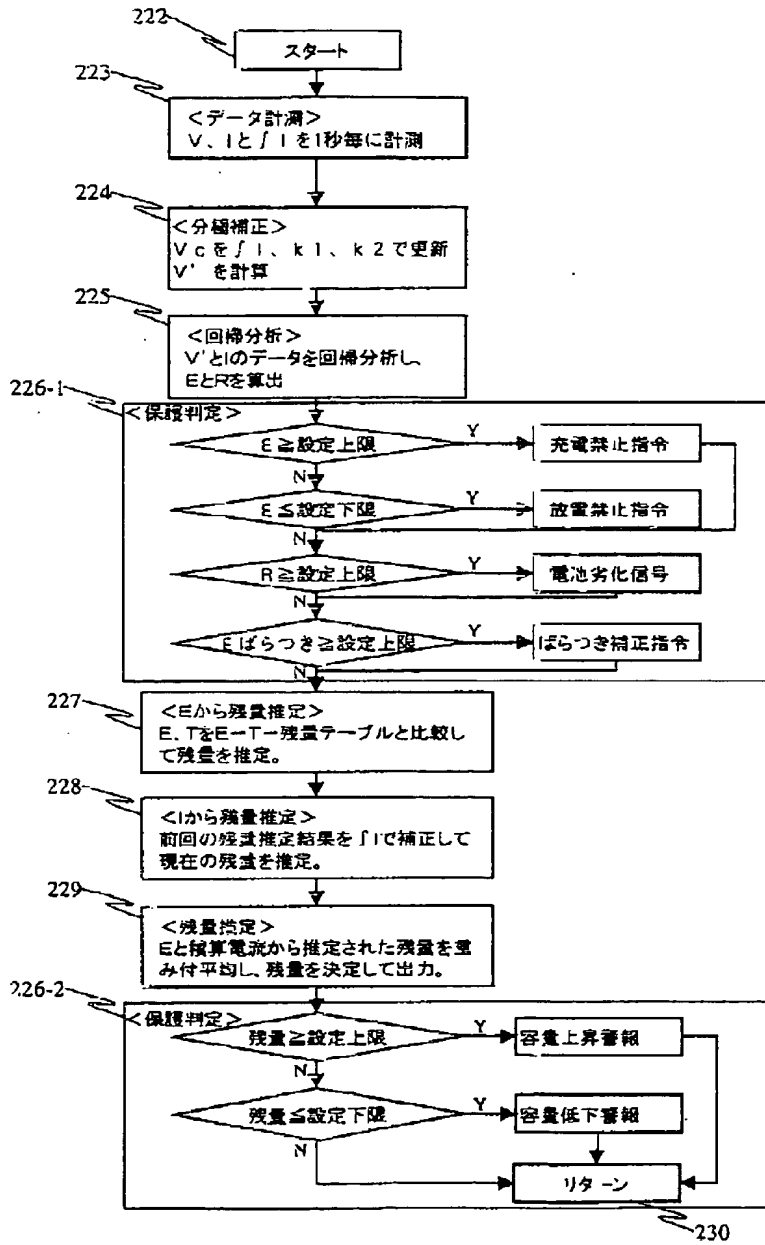 222
スタート
223
＜データ計測＞
V、Iと∫Iを1秒毎に計測
224
＜分極補正＞
Vcを∫I、k1、k2で更新
V' を計算
225
＜回帰分析＞
V'とIのデータを回帰分析し、
EとRを算出
226-1
＜保護判定＞
E≧設定上限
Y
充電禁止指令
N
E≦設定下限
Y
放電禁止指令
N
R≧設定上限
Y
電池劣化信号
N
Eばらつき≧設定上限
Y
ばらつき補正指令
N
227
＜Eから残量推定＞
E、TをE－T－残量テーブルと比較し
て残量を推定。
228
＜Iから残量推定＞
前回の残量推定結果を∫Iで補正して
現在の残量を推定。
229
＜残量推定＞
Eと積算電流から推定された残量を重
み付平均し、残量を決定して出力。
226-2
＜保護判定＞
残量≧設定上限
Y
容量上昇警報
N
残量≦設定下限
Y
容量低下警報
N
リターン
230